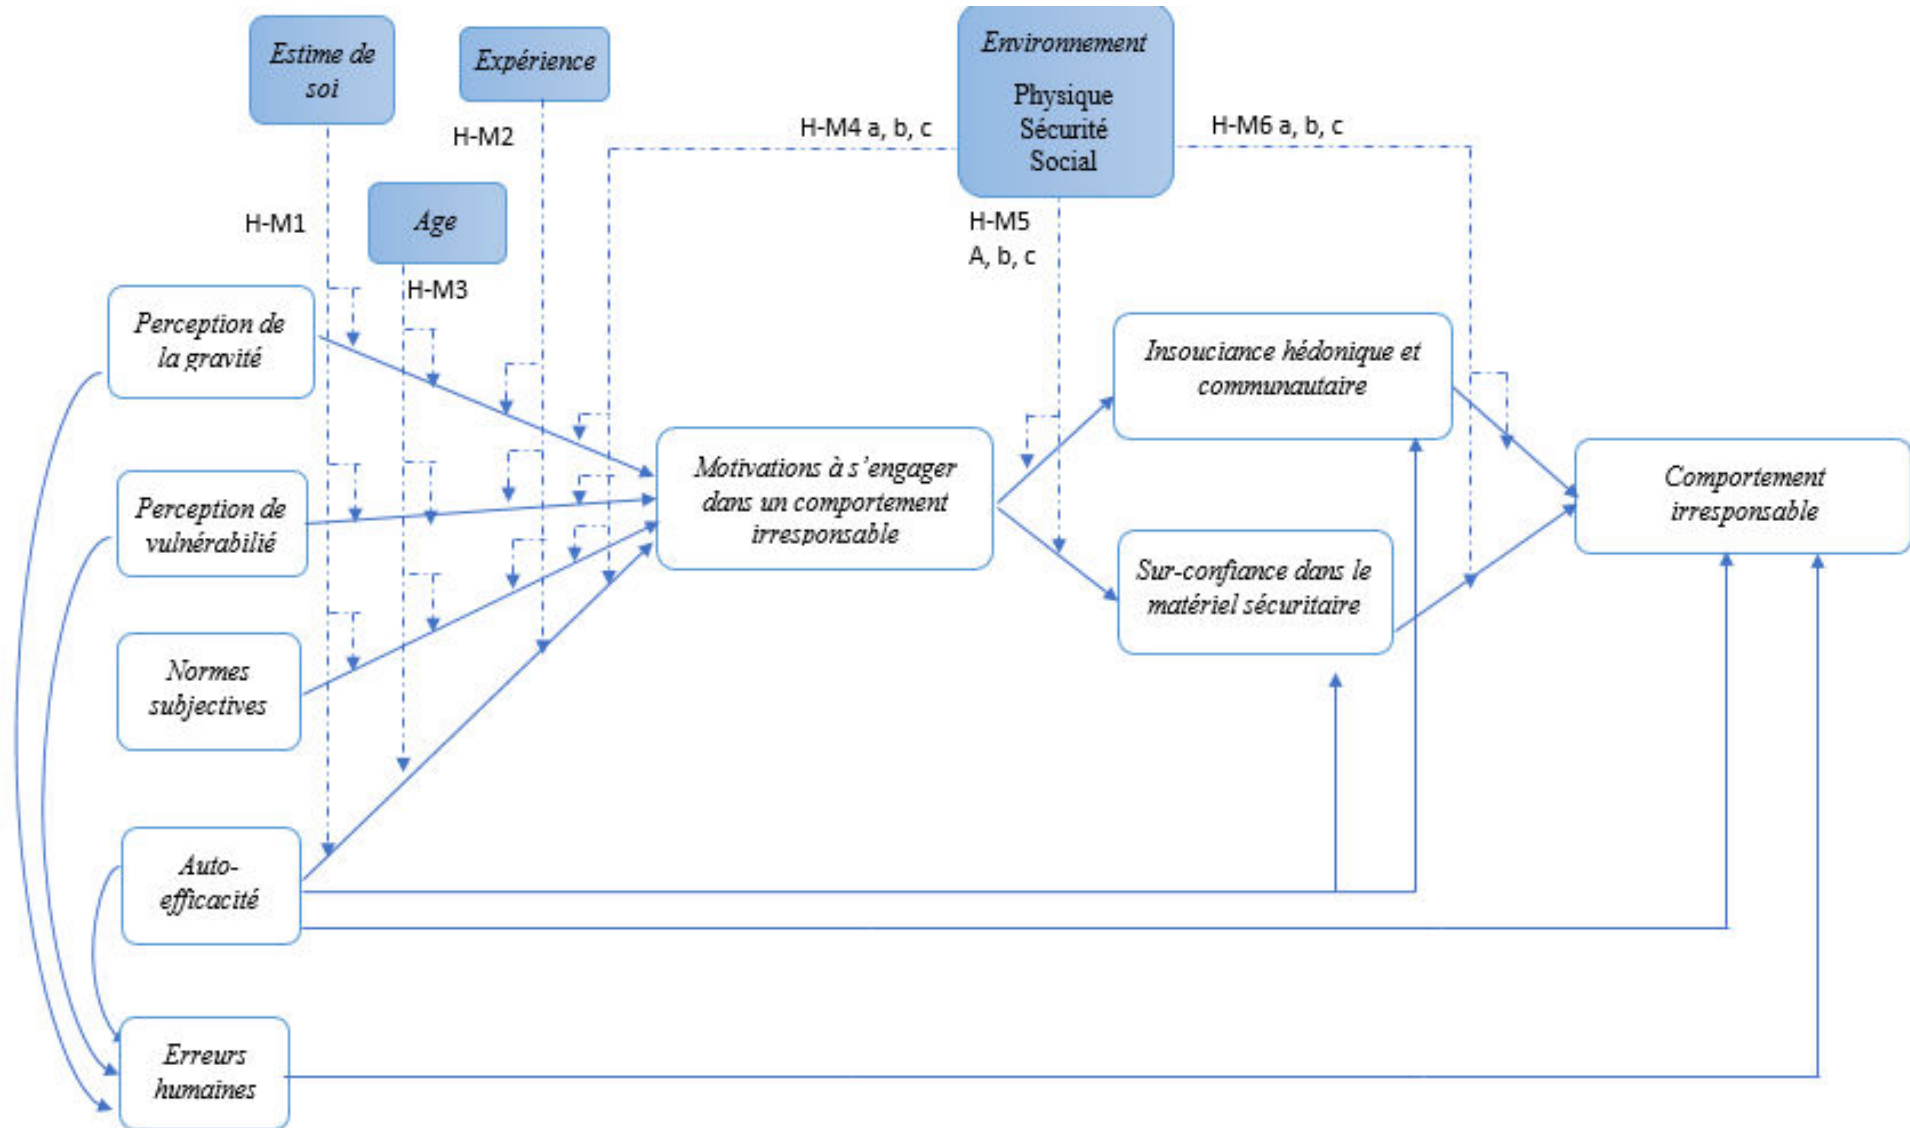 Estime de
soi
Expérience
Environnement
Physique
Sécurité
Social
H-M2
H-M4 a, b, c
H-M6 a, b, c
Age
H-M1
H-M5
A, b, c
H-M3
Perception de
la gravité
Insouciance hédonique et
communautaire
Motivations à s’engager
dans un comportement
irresponsable
Comportement
irresponsable
Perception de
vulnérabilié
Sur-confiance dans le
matériel sécuritaire
Normes
subjectives
Auto-
efficacité
Erreurs
humaines